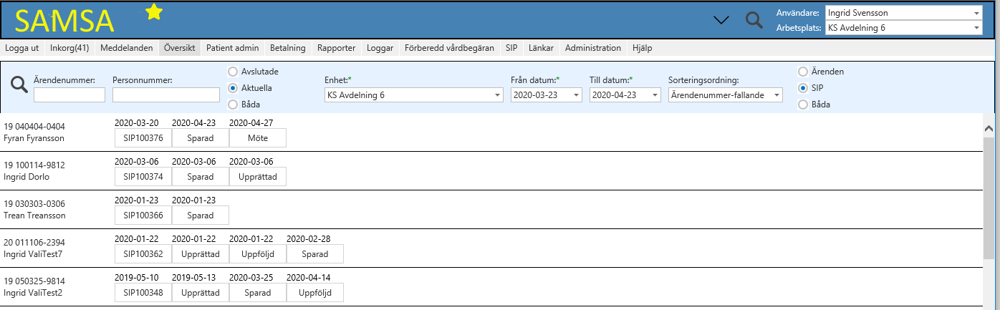 SAMSA
Användare: Ingrid Svensson
Arbetsplats: KS Avdelning 6
Logga ut Inkorg(41) Meddelanden Översikt Patient admin Betalning Rapporter Loggar Förberedd vårdbegäran SIP Länkar Administration Hjälp
Ärendenummer: Personnummer: Avslutade Enhet:* Från datum:* Till datum:* Sorteringsordning: Ärenden
Aktuella KS Avdelning 6 2020-03-23 2020-04-23 Ärendenummer-fallande SIP
Båda Båda
2020-03-20 2020-04-23 2020-04-27
19 040404-0404
Fyran Fyransson SIP100376 Sparad Möte
2020-03-06 2020-03-06 2020-03-06
19 100114-9812
Ingrid Dorlo SIP100374 Sparad Upprättad
2020-01-23 2020-01-23
19 030303-0306
Trean Treansson SIP100366 Sparad
2020-01-22 2020-01-22 2020-01-22 2020-02-28
20 011106-2394
Ingrid ValiTest7 SIP100362 Upprättad Uppföljd Sparad
2019-05-10 2019-05-13 2020-03-25 2020-04-14
19 050325-9814
Ingrid ValiTest2 SIP100348 Upprättad Sparad Uppföljd